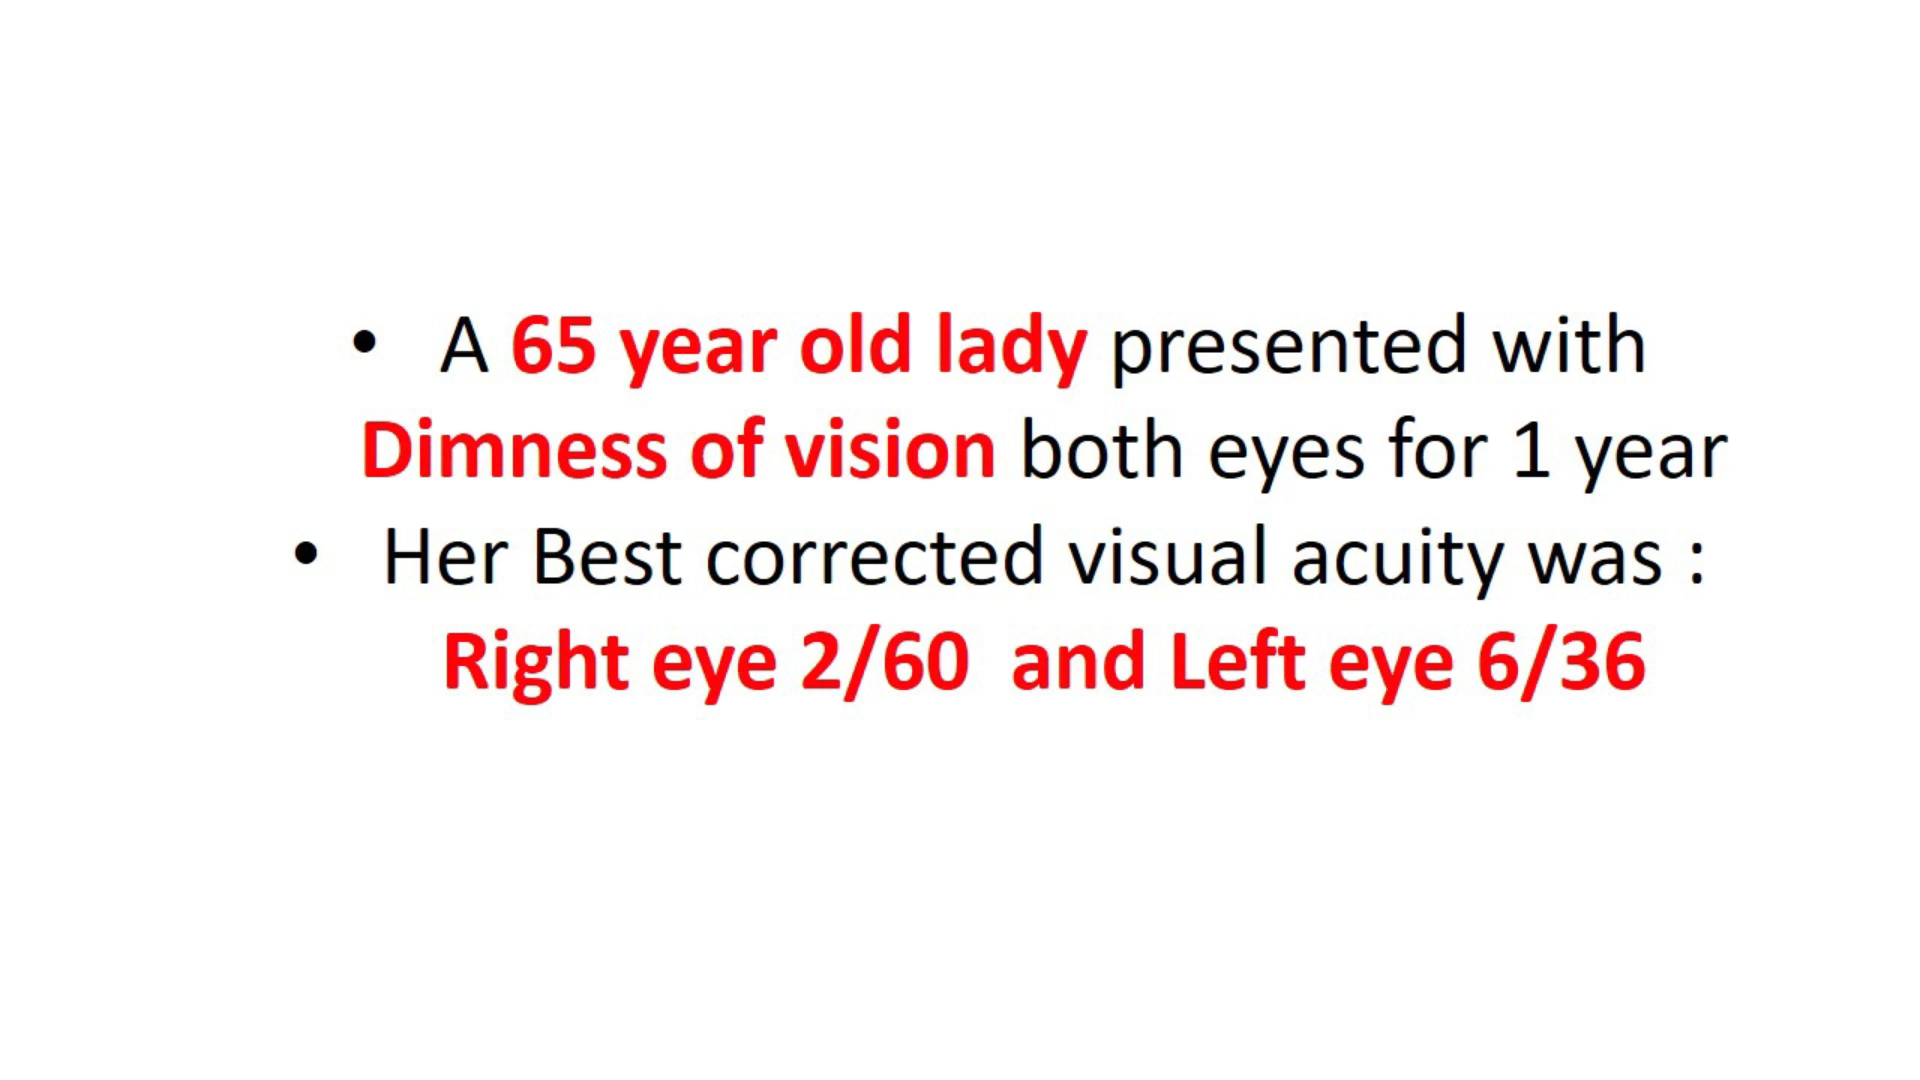 • A 65 year old lady presented with
Dimness of vision both eyes for 1 year
• Her Best corrected visual acuity was :
Right eye 2/60 and Left eye 6/36